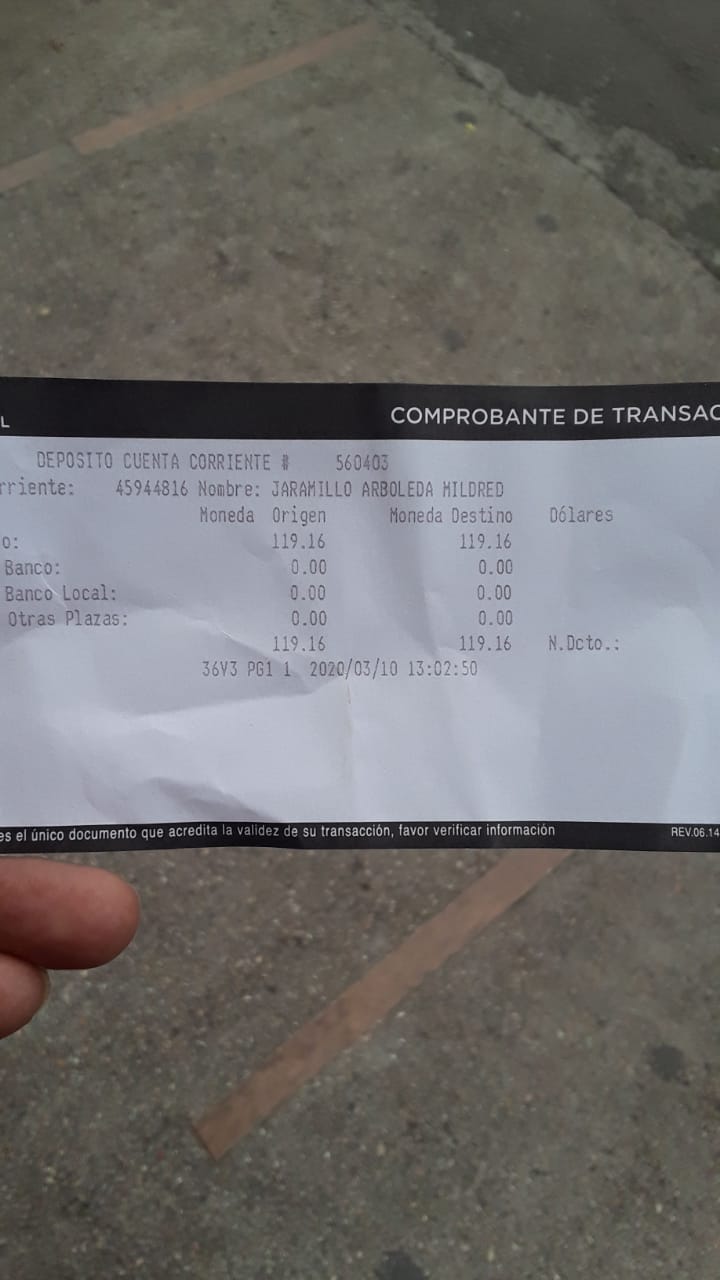 L COMPROBANTE DE TRANSAC
DEPOSITO CUENTA CORRIENTE # 560403
rriente: 45944816 Nombre: JARAMILLO ARBOLEDA MILDRED
Moneda Origen Moneda Destino Dólares
o: 119.16 119.16
Banco: 0.00 0.00
Banco Local: 0.00 0.00
Otras Plazas: 0.00 0.00
119.16 119.16 N.Dcto.:
36V3 PG1 1 2020/03/10 13:02:50
es el único documento que acredita la validez de su transacción, favor verificar información REV.06.14